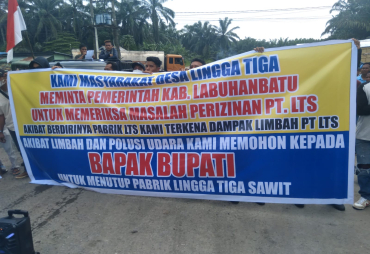 KAMI MASYARAKAT DESA LINGGA TIGA
MEMINTA PEMERINTAH KAB. LABUHANBATU
UNTUK MEMERIKSA MASALAH PERIZINAN PT. LTS
AKIBAT BERDIRINYA PABRIK LTS KAMI TERKENA DAMPAK LIMBAH PT LTS
AKIBAT LIMBAH DAN POLUSI UDARA KAMI MEMOHON KEPADA
BAPAK BUPATI
UNTUK MENUTUP PABRIK LINGGA TIGA SAWIT